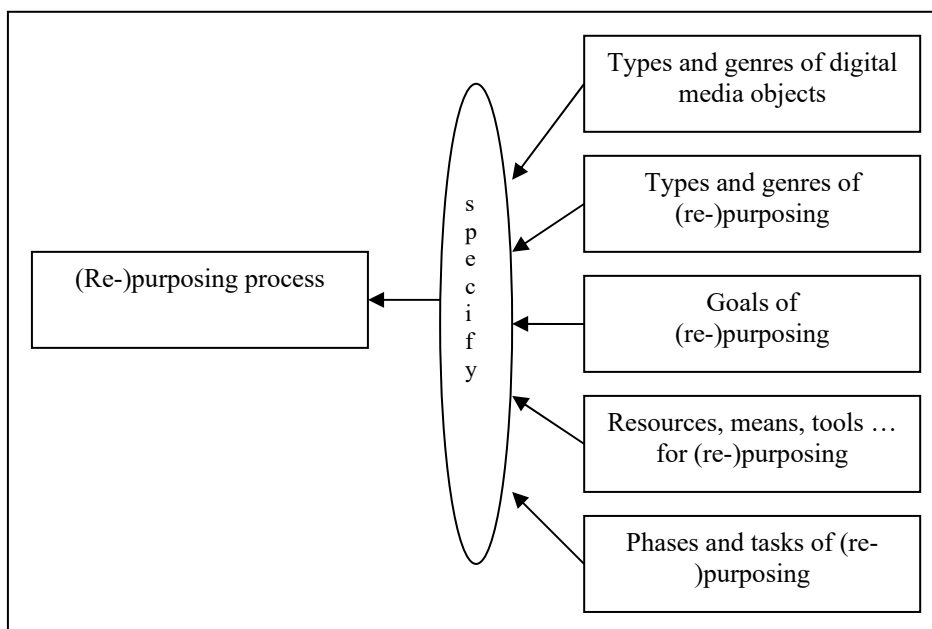 Types and genres of digital
media objects
Types and genres of
(re-)purposing
(Re-)purposing process
s
p
e
c
i
f
y
Goals of
(re-)purposing
Resources, means, tools …
for (re-)purposing
Phases and tasks of (re-
)purposing